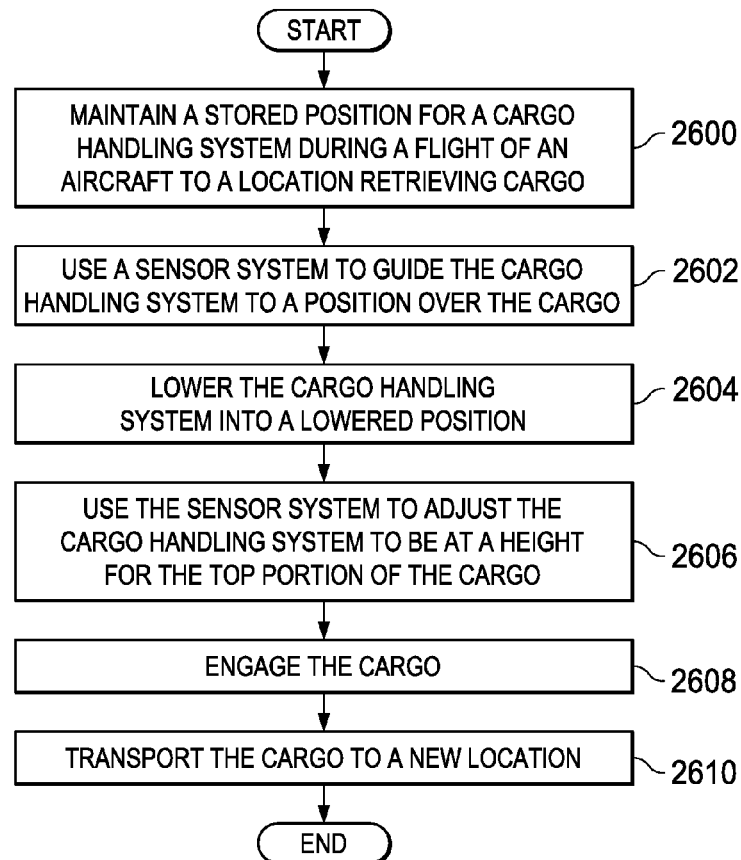 START
MAINTAIN A STORED POSITION FOR A CARGO
HANDLING SYSTEM DURING A FLIGHT OF AN
AIRCRAFT TO A LOCATION RETRIEVING CARGO
2600
USE A SENSOR SYSTEM TO GUIDE THE CARGO
HANDLING SYSTEM TO A POSITION OVER THE CARGO
2602
LOWER THE CARGO HANDLING
SYSTEM INTO A LOWERED POSITION
2604
USE THE SENSOR SYSTEM TO ADJUST THE
CARGO HANDLING SYSTEM TO BE AT A HEIGHT
FOR THE TOP PORTION OF THE CARGO
2606
ENGAGE THE CARGO
2608
TRANSPORT THE CARGO TO A NEW LOCATION
2610
END